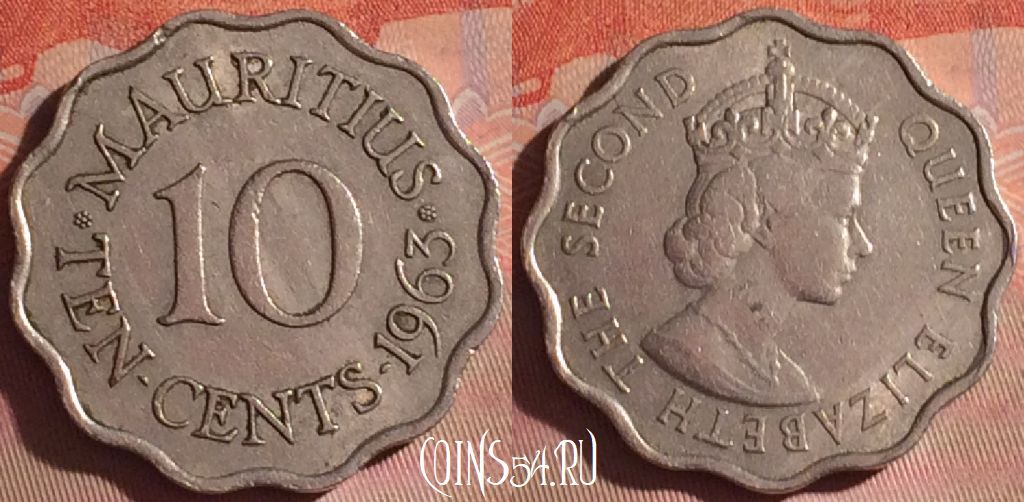 MAURITIUS
10
TEN·CENTS·1963
QUEEN ELIZABETH THE SECOND
COINS54.RU